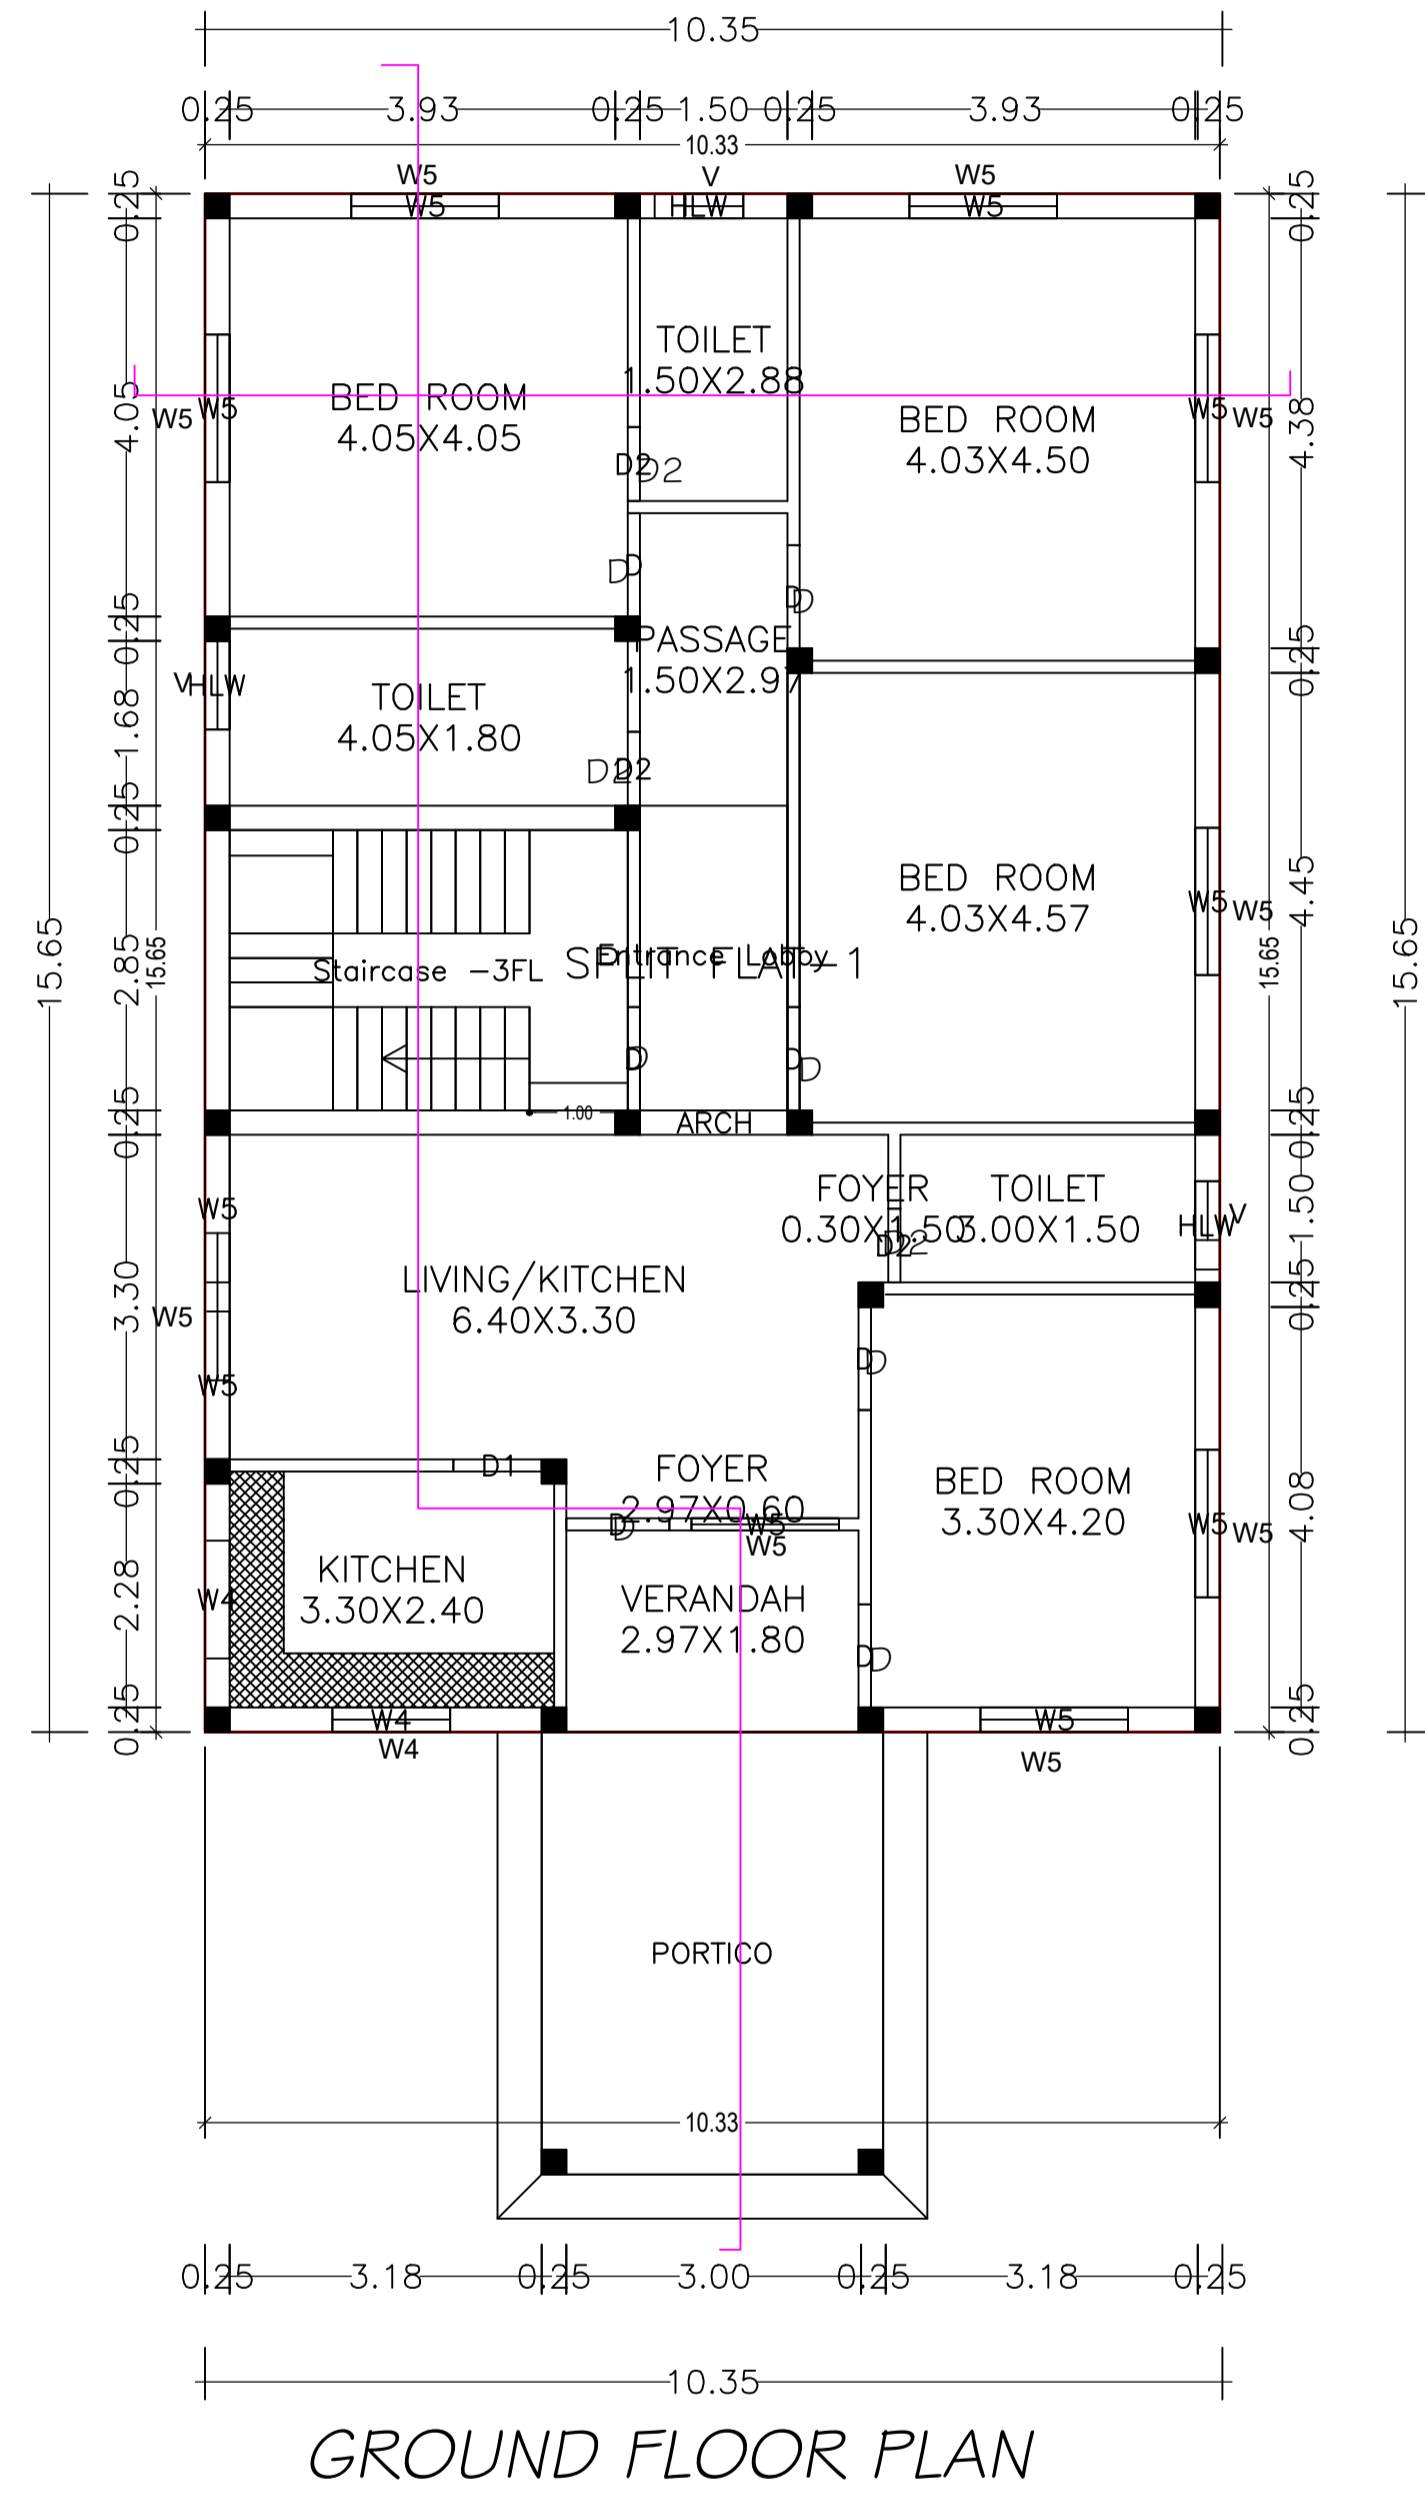 10.35
0.25 3.93 0.25 1.50 0.25 3.93 0.25
10.33
W5 V W5
W5 HLW W5
0.25 0.25
TOILET
1.50X2.88
BED ROOM
4.05X4.05
BED ROOM
4.03X4.50
4.05 W5 W5
W5 W5 4.38
D2 D2
D D
D D
0.25 0.25
PASSAGE
1.50X2.97
V HLW
TOILET
4.05X1.80
1.68
D2 D2
0.25
BED ROOM
4.03X4.57
W5 W5 4.45
15.65 2.85 15.65
15.65 15.65
Staircase -3FL
SPLIT FLAT-1
Entrance Lobby
D D
D D
1.00
ARCH
0.25 0.25
W5
FOYER
0.30X1.50
TOILET
3.00X1.50
HLW V 1.50
D2 D2
LIVING/KITCHEN
6.40X3.30
3.30 W5
0.25
D D
W5
0.25
D1
FOYER
2.97X0.60
BED ROOM
3.30X4.20
D D
W5
W5
W5 W5 4.08
KITCHEN
3.30X2.40
2.28 W4
VERANDAH
2.97X1.80
D D
0.25 0.25
W4 W5
W4 W5
PORTICO
10.33
0.25 3.18 0.25 3.00 0.25 3.18 0.25
10.35
GROUND FLOOR PLAN